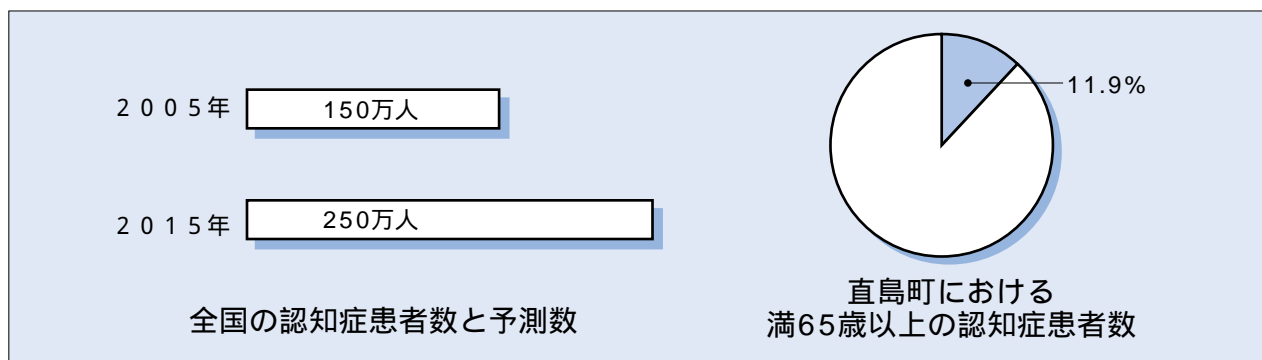 2005年
150万人
2015年
250万人
全国の認知症患者数と予測数
11.9%
直島町における
満65歳以上の認知症患者数